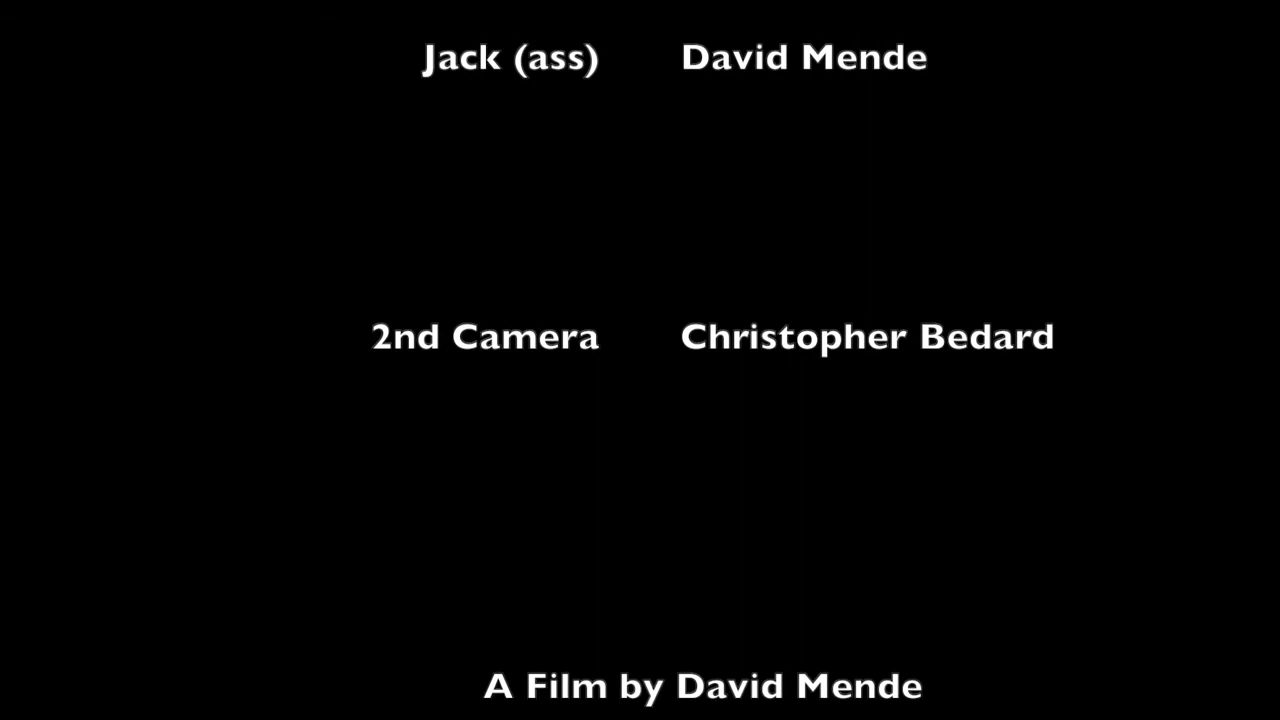 Jack (ass) David Mende
2nd Camera Christopher Bedard
A Film by David Mende